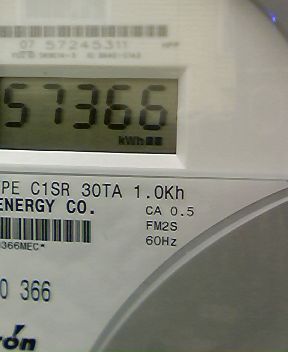 07 57245311
57366
kWh
PE C1SR 30TA 1.0Kh
ENERGY CO.
CA 0.5
FM2S
60Hz
366MEC*
0 366
rón